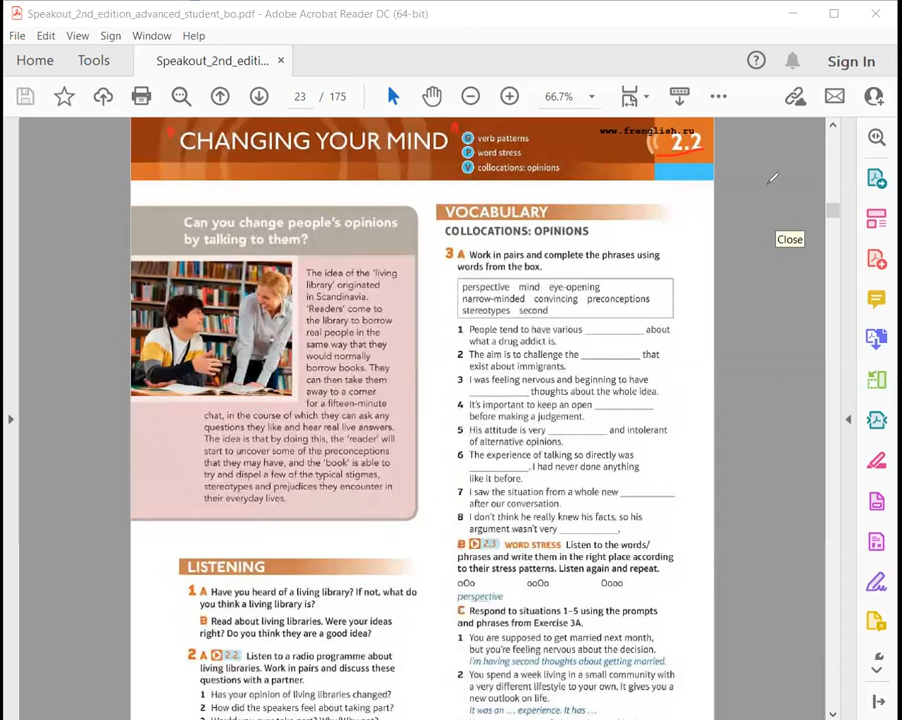 Speakout_2nd_edition_advanced_student_bo.pdf - Adobe Acrobat Reader DC (64-bit)
File Edit View Sign Window Help
Home Tools Speakout_2nd_editi... × Sign In
23 / 175 66.7%
CHANGING YOUR MIND
G verb patterns
P word stress
V collocations: opinions
www.frenglish.ru
2.2
Close
Can you change people's opinions
by talking to them?
The idea of the 'living
library' originated
in Scandinavia.
'Readers' come to
the library to borrow
real people in the
same way that they
would normally
borrow books. They
can then take them
away to a corner
for a fifteen-minute
chat, in the course of which they can ask any
questions they like and hear real live answers.
The idea is that by doing this, the 'reader' will
start to uncover some of the preconceptions
that they may have, and the 'book' is able to
try and dispel a few of the typical stigmas,
stereotypes and prejudices they encounter in
their everyday lives.
LISTENING
1 A Have you heard of a living library? If not, what do
you think a living library is?
B Read about living libraries. Were your ideas
right? Do you think they are a good idea?
2 A 2.2 Listen to a radio programme about
living libraries. Work in pairs and discuss these
questions with a partner.
1 Has your opinion of living libraries changed?
2 How did the speakers feel about taking part?
3 Would you ever take part? Why/Why not?
VOCABULARY
COLLOCATIONS: OPINIONS
3 A Work in pairs and complete the phrases using
words from the box.
perspective mind eye-opening
narrow-minded convincing preconceptions
stereotypes second
1 People tend to have various __________ about
what a drug addict is.
2 The aim is to challenge the __________ that
exist about immigrants.
3 I was feeling nervous and beginning to have
__________ thoughts about the whole idea.
4 It's important to keep an open __________
before making a judgement.
5 His attitude is very __________ and intolerant
of alternative opinions.
6 The experience of talking so directly was
__________. I had never done anything
like it before.
7 I saw the situation from a whole new __________
after our conversation.
8 I don't think he really knew his facts, so his
argument wasn't very __________.
B 2.3 WORD STRESS Listen to the words/
phrases and write them in the right place according
to their stress patterns. Listen again and repeat.
oOo ooOo Oooo
perspective
C Respond to situations 1–5 using the prompts
and phrases from Exercise 3A.
1 You are supposed to get married next month,
but you're feeling nervous about the decision.
I'm having second thoughts about getting married.
2 You spend a week living in a small community with
a very different lifestyle to your own. It gives you a
new outlook on life.
It was an ... experience. It has ...